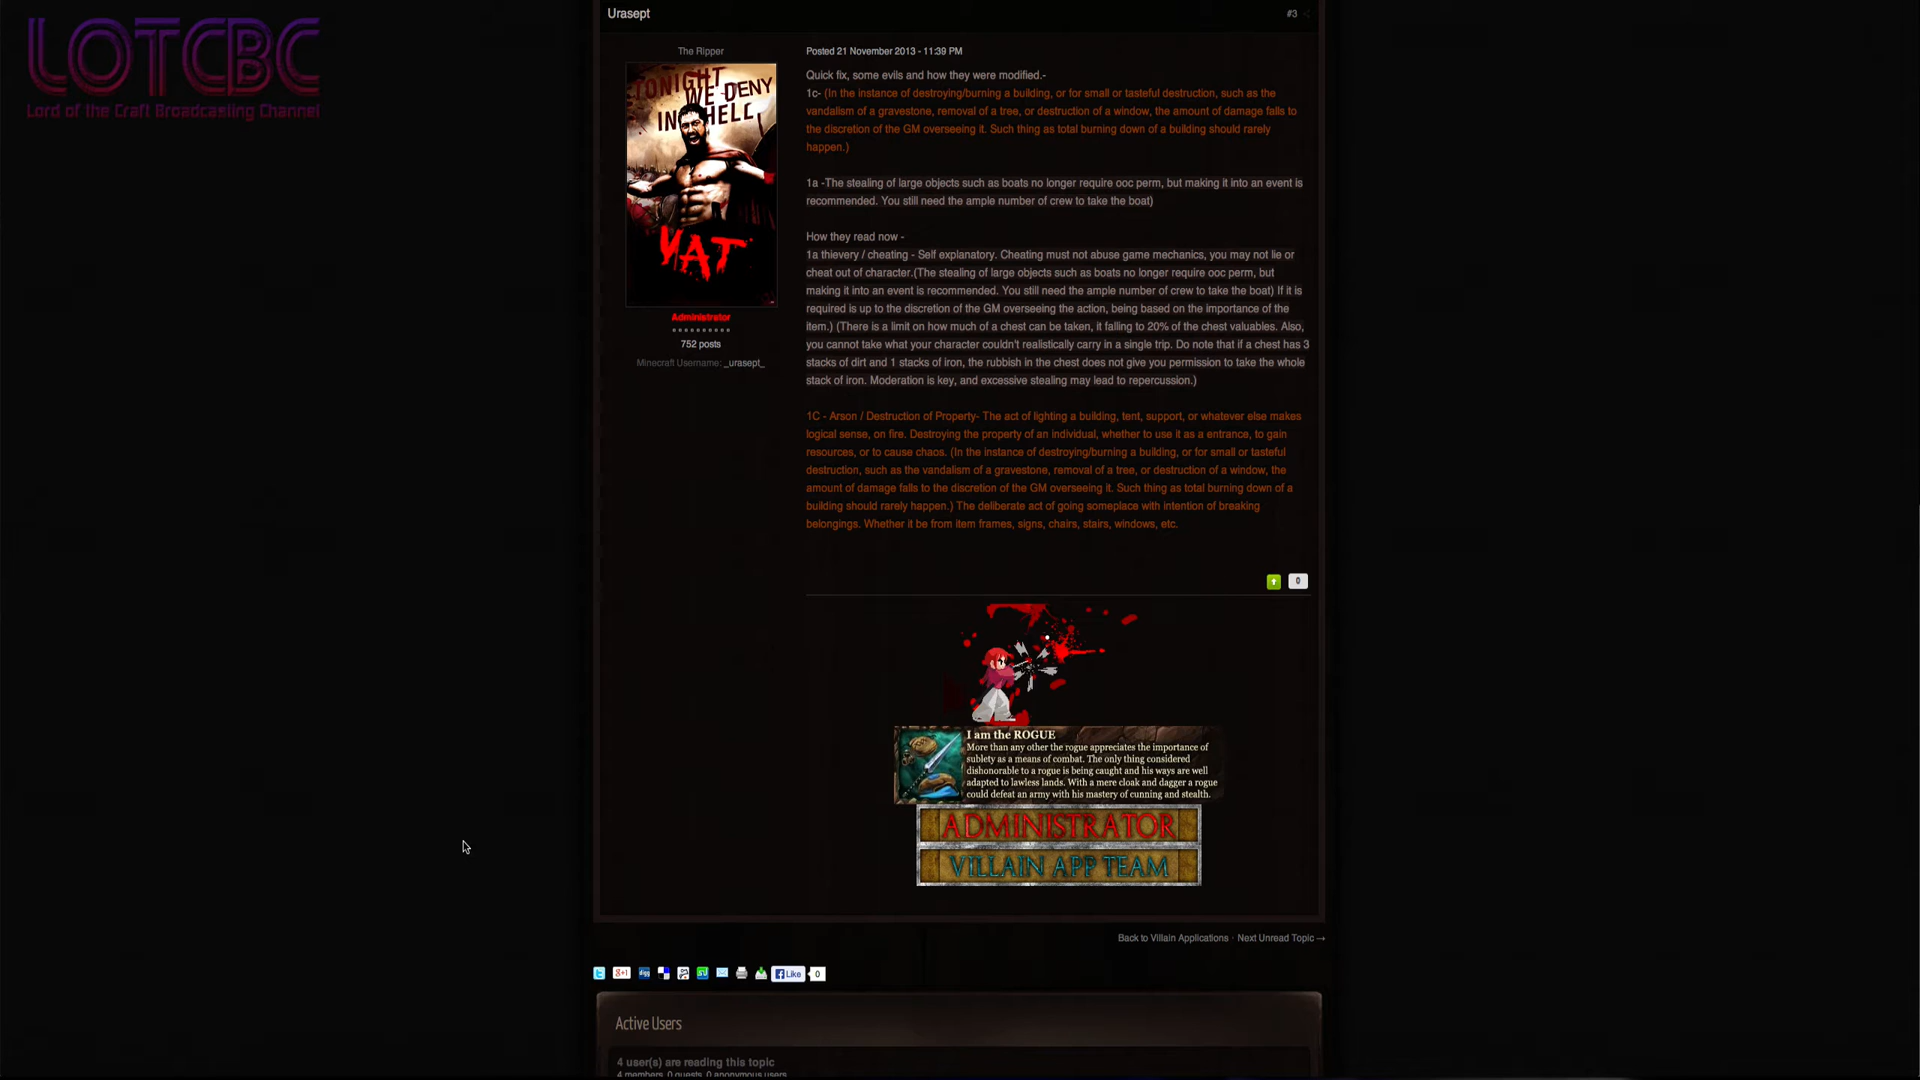 LOTCBC
Lord of the Craft Broadcasting Channel
Urasept
#3
The Ripper
TONIGHT
WE DENY
IN HELL
YAT
Administrator
752 posts
Minecraft Username: _urasept_
Posted 21 November 2013 - 11:39 PM
Quick fix, some evils and how they were modified.-
1c- (In the instance of destroying/burning a building, or for small or tasteful destruction, such as the
vandalism of a gravestone, removal of a tree, or destruction of a window, the amount of damage falls to
the discretion of the GM overseeing it. Such thing as total burning down of a building should rarely
happen.)
1a -The stealing of large objects such as boats no longer require ooc perm, but making it into an event is
recommended. You still need the ample number of crew to take the boat)
How they read now -
1a thievery / cheating - Self explanatory. Cheating must not abuse game mechanics, you may not lie or
cheat out of character.(The stealing of large objects such as boats no longer require ooc perm, but
making it into an event is recommended. You still need the ample number of crew to take the boat) If it is
required is up to the discretion of the GM overseeing the action, being based on the importance of the
item.) (There is a limit on how much of a chest can be taken, it falling to 20% of the chest valuables. Also,
you cannot take what your character couldn't realistically carry in a single trip. Do note that if a chest has 3
stacks of dirt and 1 stacks of iron, the rubbish in the chest does not give you permission to take the whole
stack of iron. Moderation is key, and excessive stealing may lead to repercussion.)
1C - Arson / Destruction of Property- The act of lighting a building, tent, support, or whatever else makes
logical sense, on fire. Destroying the property of an individual, whether to use it as a entrance, to gain
resources, or to cause chaos. (In the instance of destroying/burning a building, or for small or tasteful
destruction, such as the vandalism of a gravestone, removal of a tree, or destruction of a window, the
amount of damage falls to the discretion of the GM overseeing it. Such thing as total burning down of a
building should rarely happen.) The deliberate act of going someplace with intention of breaking
belongings. Whether it be from item frames, signs, chairs, stairs, windows, etc.
0
I am the ROGUE
More than any other the rogue appreciates the importance of
sublety as a means of combat. The only thing considered
dishonorable to a rogue is being caught and his ways are well
adapted to lawless lands. With a mere cloak and dagger a rogue
could defeat an army with his mastery of cunning and stealth.
ADMINISTRATOR
VILLAIN APP TEAM
Back to Villain Applications · Next Unread Topic →
g+1 digg Like 0
Active Users
4 user(s) are reading this topic
4 members, 0 guests, 0 anonymous users